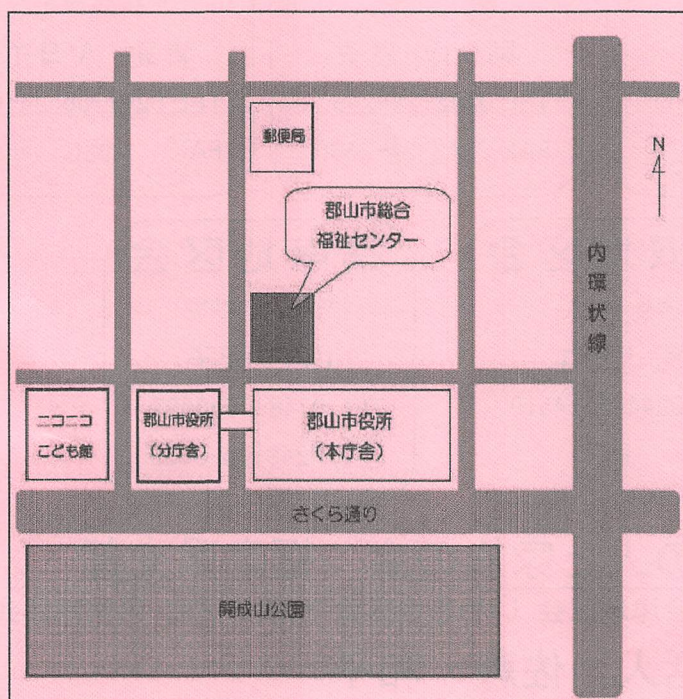 郵便局
N
郡山市総合
福祉センター
内環状線
ニコニコ
こども館
郡山市役所
(分庁舎)
郡山市役所
(本庁舎)
さくら通り
開成山公園